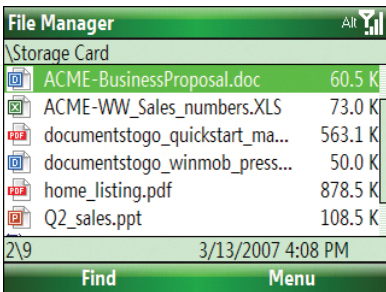 File Manager Alt
\Storage Card
ACME-BusinessProposal.doc 60.5 K
ACME-WW_Sales_numbers.XLS 73.0 K
PDF documentstogo_quickstart_ma... 563.1 K
documentstogo_winmob_press... 50.0 K
PDF home_listing.pdf 878.5 K
Q2_sales.ppt 108.5 K
2\9 3/13/2007 4:08 PM
Find Menu